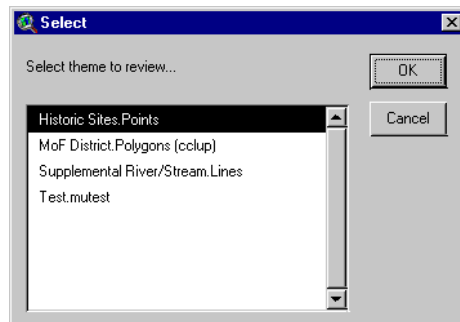 Select
Select theme to review...
OK
Historic Sites.Points
Cancel
MoF District.Polygons (cclup)
Supplemental River/Stream.Lines
Test.mutest